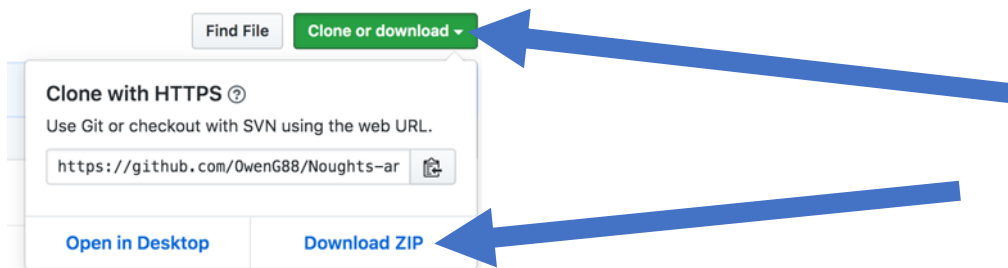 Find File
Clone or download
Clone with HTTPS
Use Git or checkout with SVN using the web URL.
https://github.com/OwenG88/Noughts-ar
Open in Desktop
Download ZIP